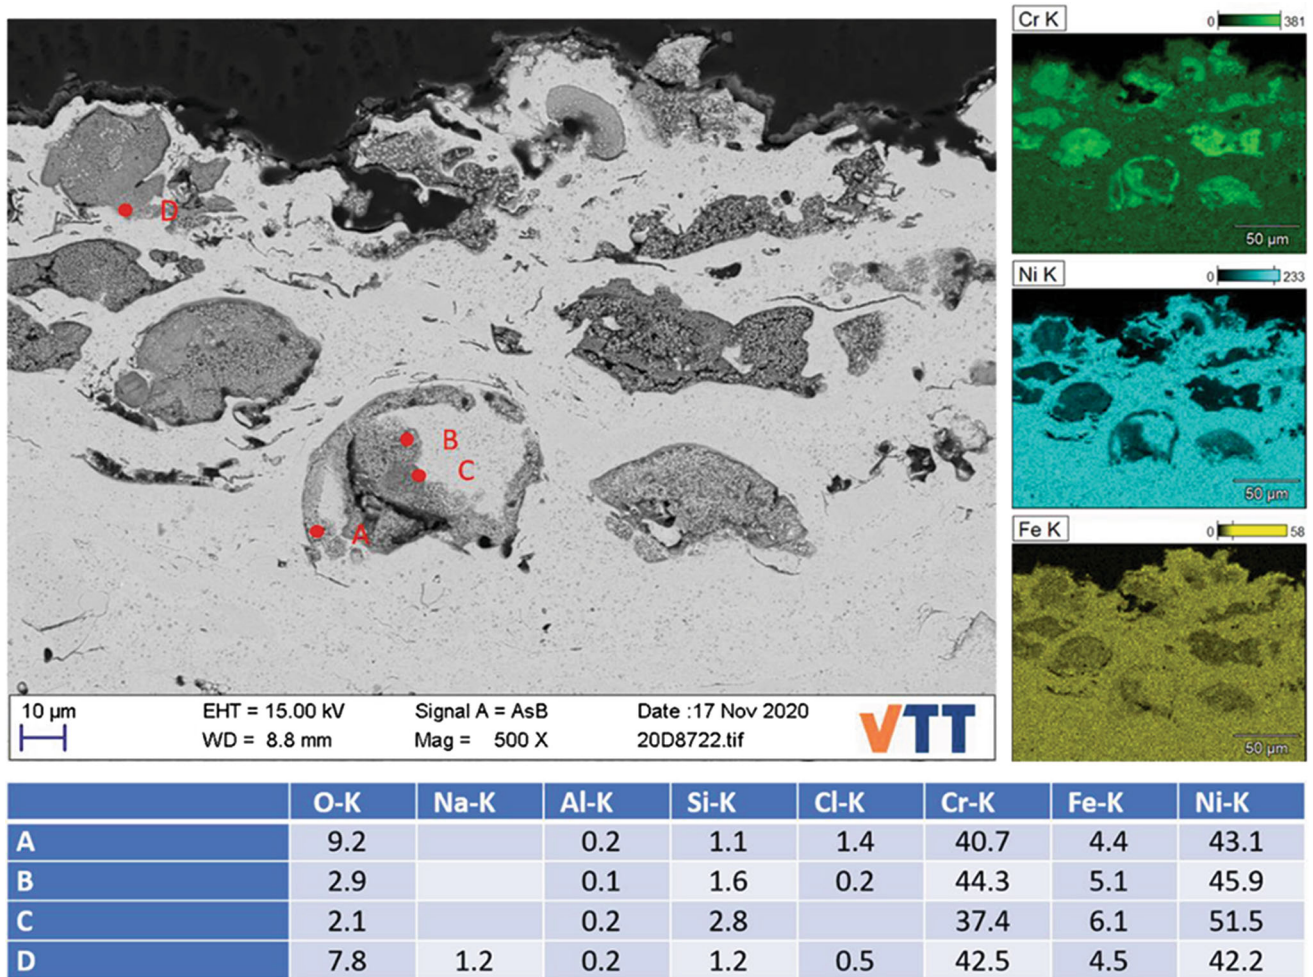 Cr K
0 381
D
B
C
A
50 µm
Ni K
0 233
50 µm
Fe K
0 58
50 µm
10 µm EHT = 15.00 kV Signal A = AsB Date :17 Nov 2020
WD = 8.8 mm Mag = 500 X 20D8722.tif
VTT
O-K Na-K Al-K Si-K Cl-K Cr-K Fe-K Ni-K
A 9.2 0.2 1.1 1.4 40.7 4.4 43.1
B 2.9 0.1 1.6 0.2 44.3 5.1 45.9
C 2.1 0.2 2.8 37.4 6.1 51.5
D 7.8 1.2 0.2 1.2 0.5 42.5 4.5 42.2